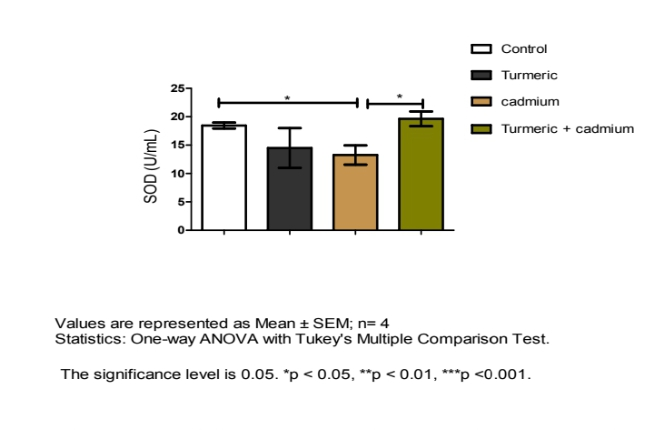 Control
Turmeric
cadmium
Turmeric + cadmium
SOD (U/mL)
25
20
15
10
5
0
*
*
Values are represented as Mean ± SEM; n= 4
Statistics: One-way ANOVA with Tukey's Multiple Comparison Test.
The significance level is 0.05. *p < 0.05, **p < 0.01, ***p <0.001.